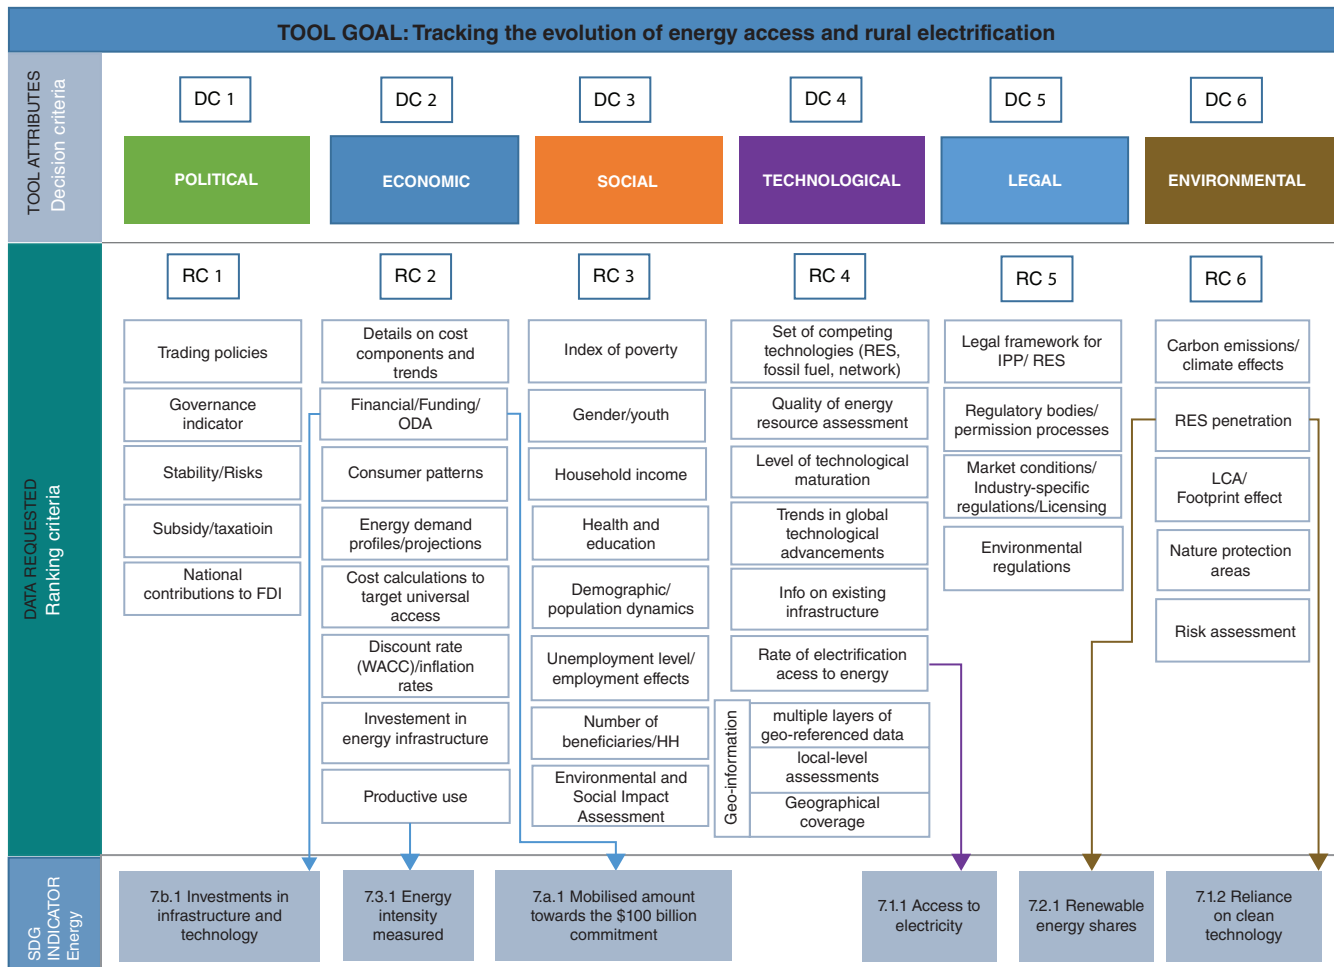 TOOL GOAL: Tracking the evolution of energy access and rural electrification
TOOL ATTRIBUTES
Decision criteria
DC 1
DC 2
DC 3
DC 4
DC 5
DC 6
POLITICAL
ECONOMIC
SOCIAL
TECHNOLOGICAL
LEGAL
ENVIRONMENTAL
DATA REQUESTED
Ranking criteria
RC 1
Trading policies
Governance
indicator
Stability/Risks
Subsidy/taxatioin
National
contributions to FDI
RC 2
Details on cost
components and
trends
Financial/Funding/
ODA
Consumer patterns
Energy demand
profiles/projections
Cost calculations to
target universal
access
Discount rate
(WACC)/inflation
rates
Investement in
energy infrastructure
Productive use
RC 3
Index of poverty
Gender/youth
Household income
Health and
education
Demographic/
population dynamics
Unemployment level/
employment effects
Number of
beneficiaries/HH
Environmental and
Social Impact
Assessment
RC 4
Set of competing
technologies (RES,
fossil fuel, network)
Quality of energy
resource assessment
Level of technological
maturation
Trends in global
technological
advancements
Info on existing
infrastructure
Rate of electrification
acess to energy
Geo-information
multiple layers of
geo-referenced data
local-level
assessments
Geographical
coverage
RC 5
Legal framework for
IPP/ RES
Regulatory bodies/
permission processes
Market conditions/
Industry-specific
regulations/Licensing
Environmental
regulations
RC 6
Carbon emissions/
climate effects
RES penetration
LCA/
Footprint effect
Nature protection
areas
Risk assessment
SDG
INDICATOR
Energy
7.b.1 Investments in
infrastructure and
technology
7.3.1 Energy
intensity
measured
7.a.1 Mobilised amount
towards the $100 billion
commitment
7.1.1 Access to
electricity
7.2.1 Renewable
energy shares
7.1.2 Reliance
on clean
technology